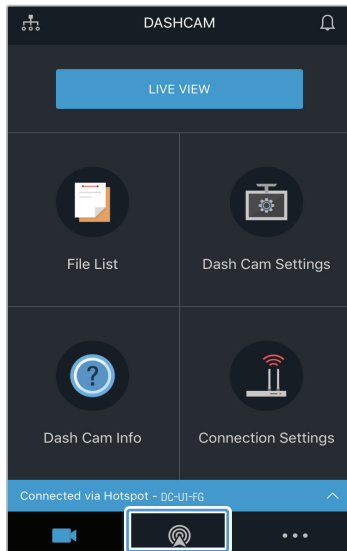 DASHCAM
LIVE VIEW
File List
Dash Cam Settings
Dash Cam Info
Connection Settings
Connected via Hotspot - DC-U1-FG